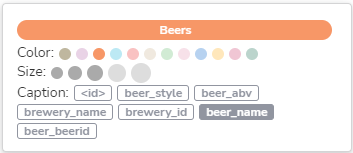 Beers
Color:
Size:
Caption: <id> beer_style beer_abv
brewery_name brewery_id beer_name
beer_beerid